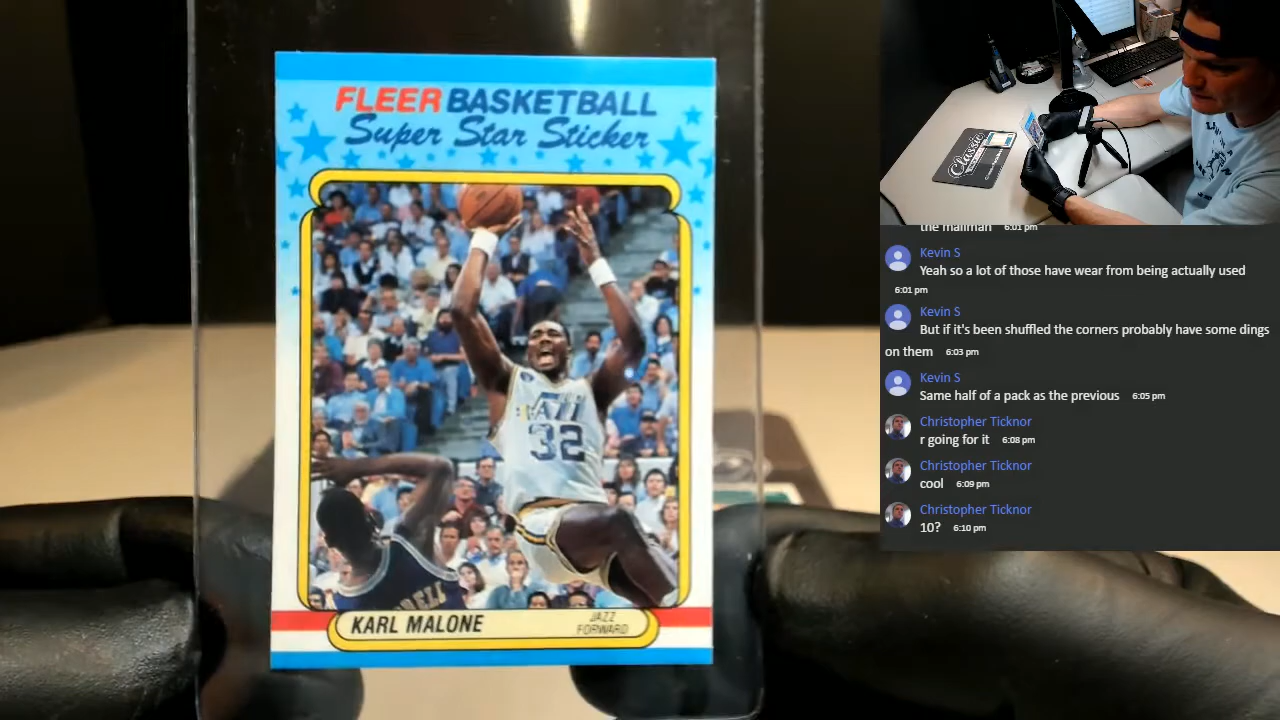 FLEER BASKETBALL
Super Star Sticker
32
KARL MALONE
JAZZ
FORWARD
Classic
the mailman 6:01 pm
Kevin S
Yeah so a lot of those have wear from being actually used
6:01 pm
Kevin S
But if it's been shuffled the corners probably have some dings
on them 6:03 pm
Kevin S
Same half of a pack as the previous 6:05 pm
Christopher Ticknor
r going for it 6:08 pm
Christopher Ticknor
cool 6:09 pm
Christopher Ticknor
10? 6:10 pm